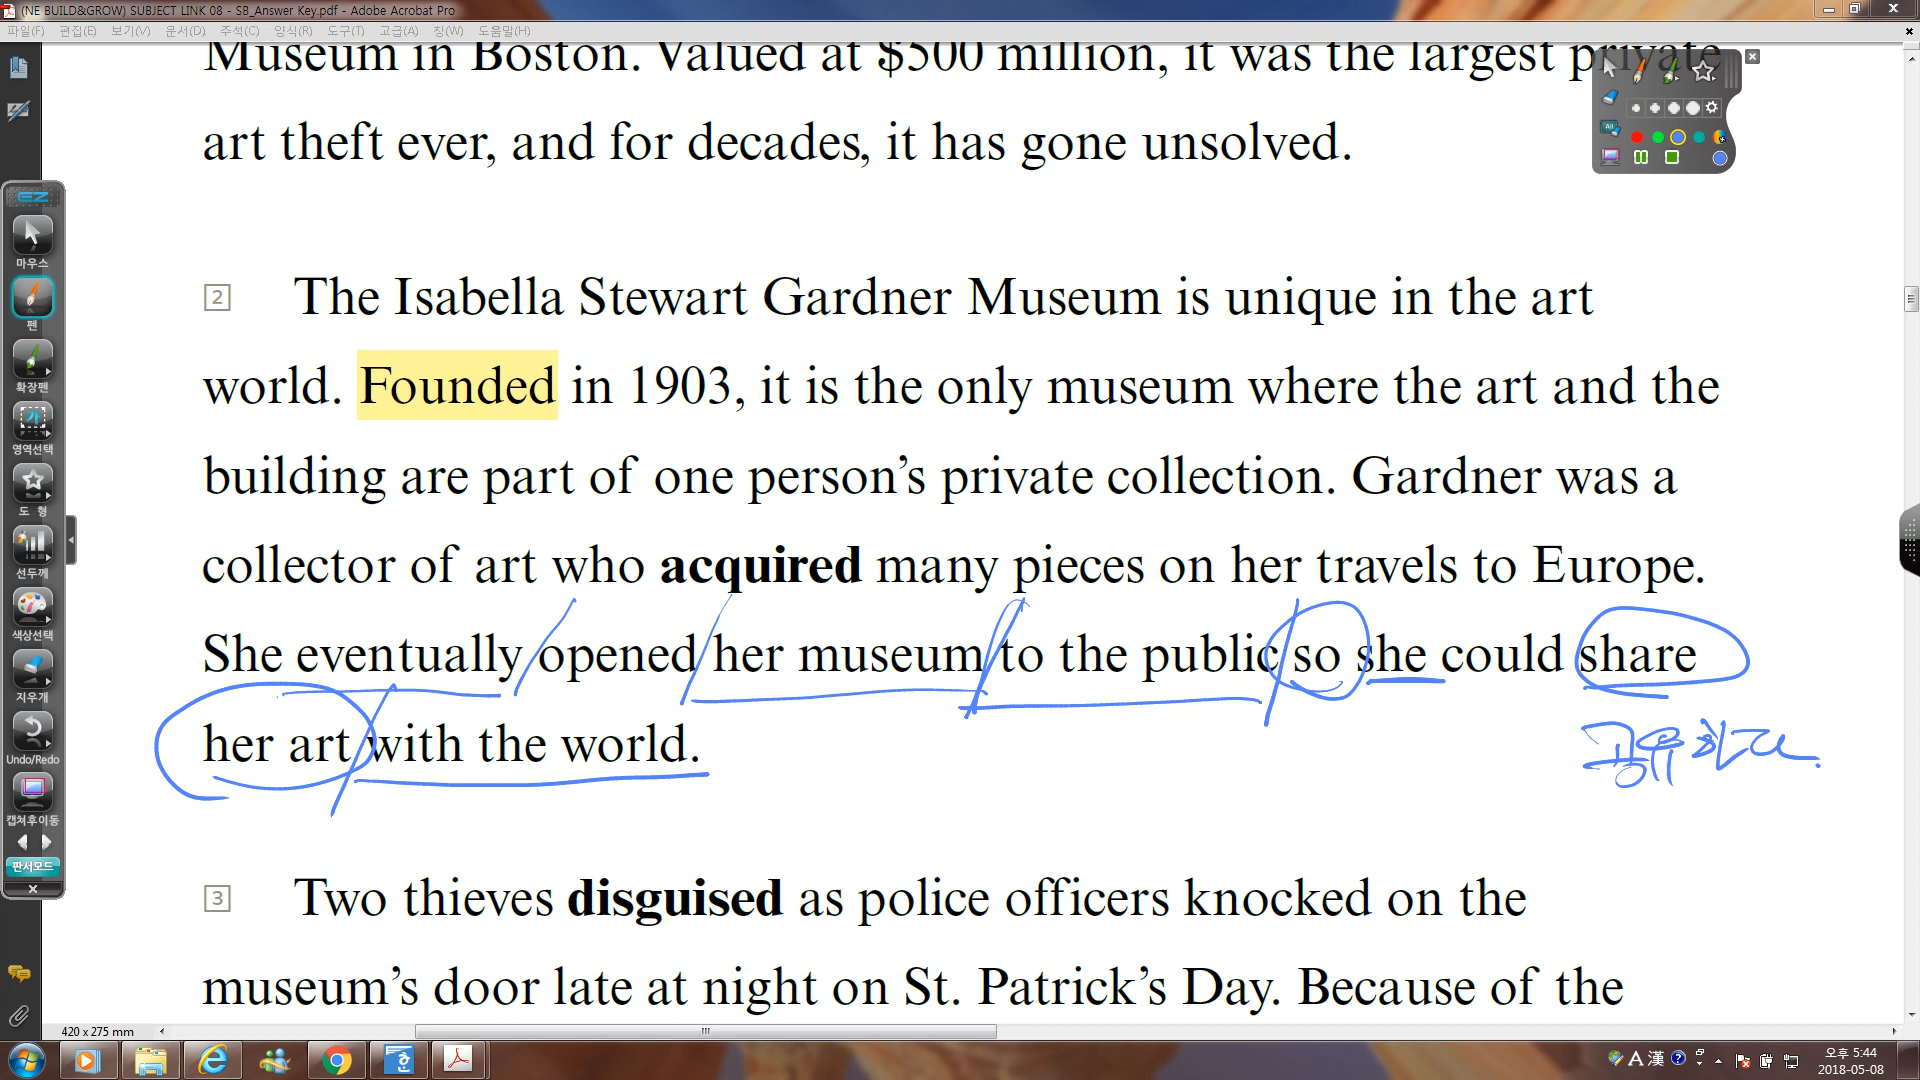 (NE BUILD&GROW) SUBJECT LINK 08 - SB_Answer Key.pdf - Adobe Acrobat Pro
파일(F) 편집(E) 보기(V) 문서(D) 주석(C) 양식(R) 도구(T) 고급(A) 창(W) 도움말(H)
Museum in Boston. Valued at $500 million, it was the largest private
art theft ever, and for decades, it has gone unsolved.
2 The Isabella Stewart Gardner Museum is unique in the art
world. Founded in 1903, it is the only museum where the art and the
building are part of one person’s private collection. Gardner was a
collector of art who acquired many pieces on her travels to Europe.
She eventually opened her museum to the public so she could share
her art with the world.
공유하다.
3 Two thieves disguised as police officers knocked on the
museum’s door late at night on St. Patrick’s Day. Because of the
EZ
마우스
펜
확장펜
영역선택
도 형
선두께
색상선택
지우개
Undo/Redo
캡쳐후이동
판서모드
420 x 275 mm
A 漢
오후 5:44
2018-05-08